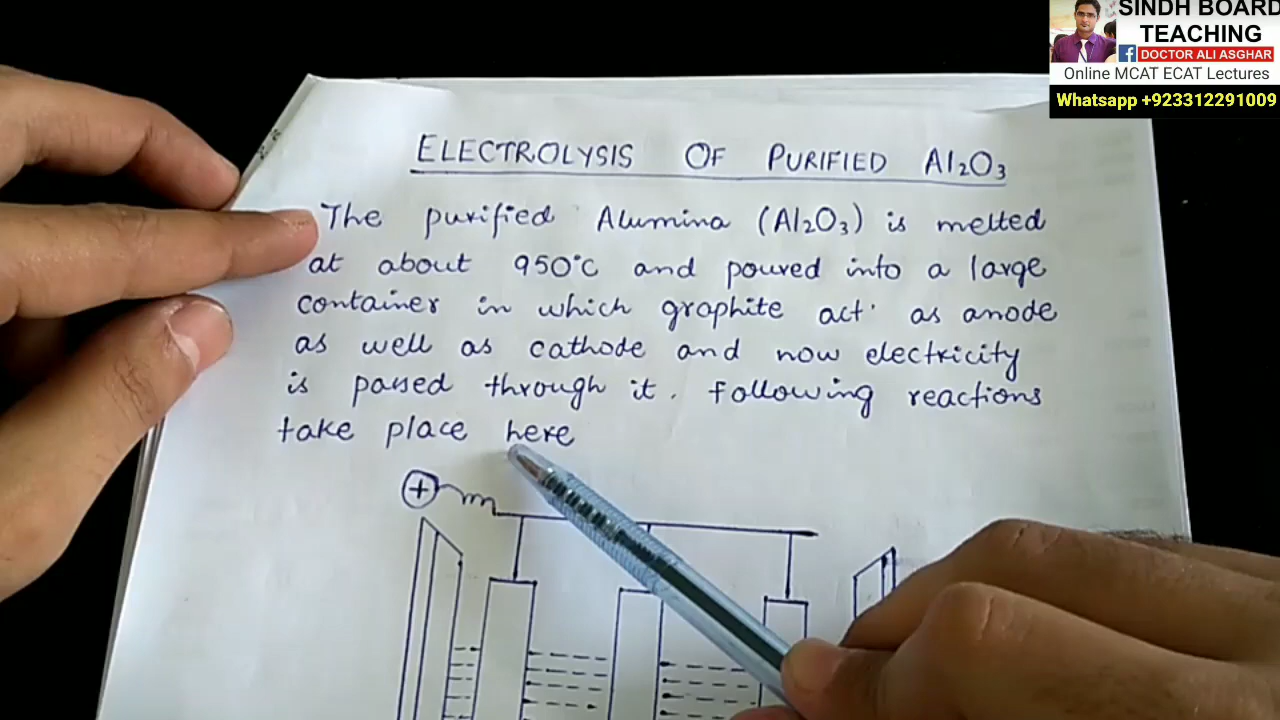 SINDH BOARD
TEACHING
DOCTOR ALI ASGHAR
Online MCAT ECAT Lectures
Whatsapp +923312291009
ELECTROLYSIS OF PURIFIED Al₂O₃
The purified Alumina (Al₂O₃) is melted
at about 950°C and poured into a large
container in which graphite act as anode
as well as cathode and now electricity
is passed through it. following reactions
take place here
+